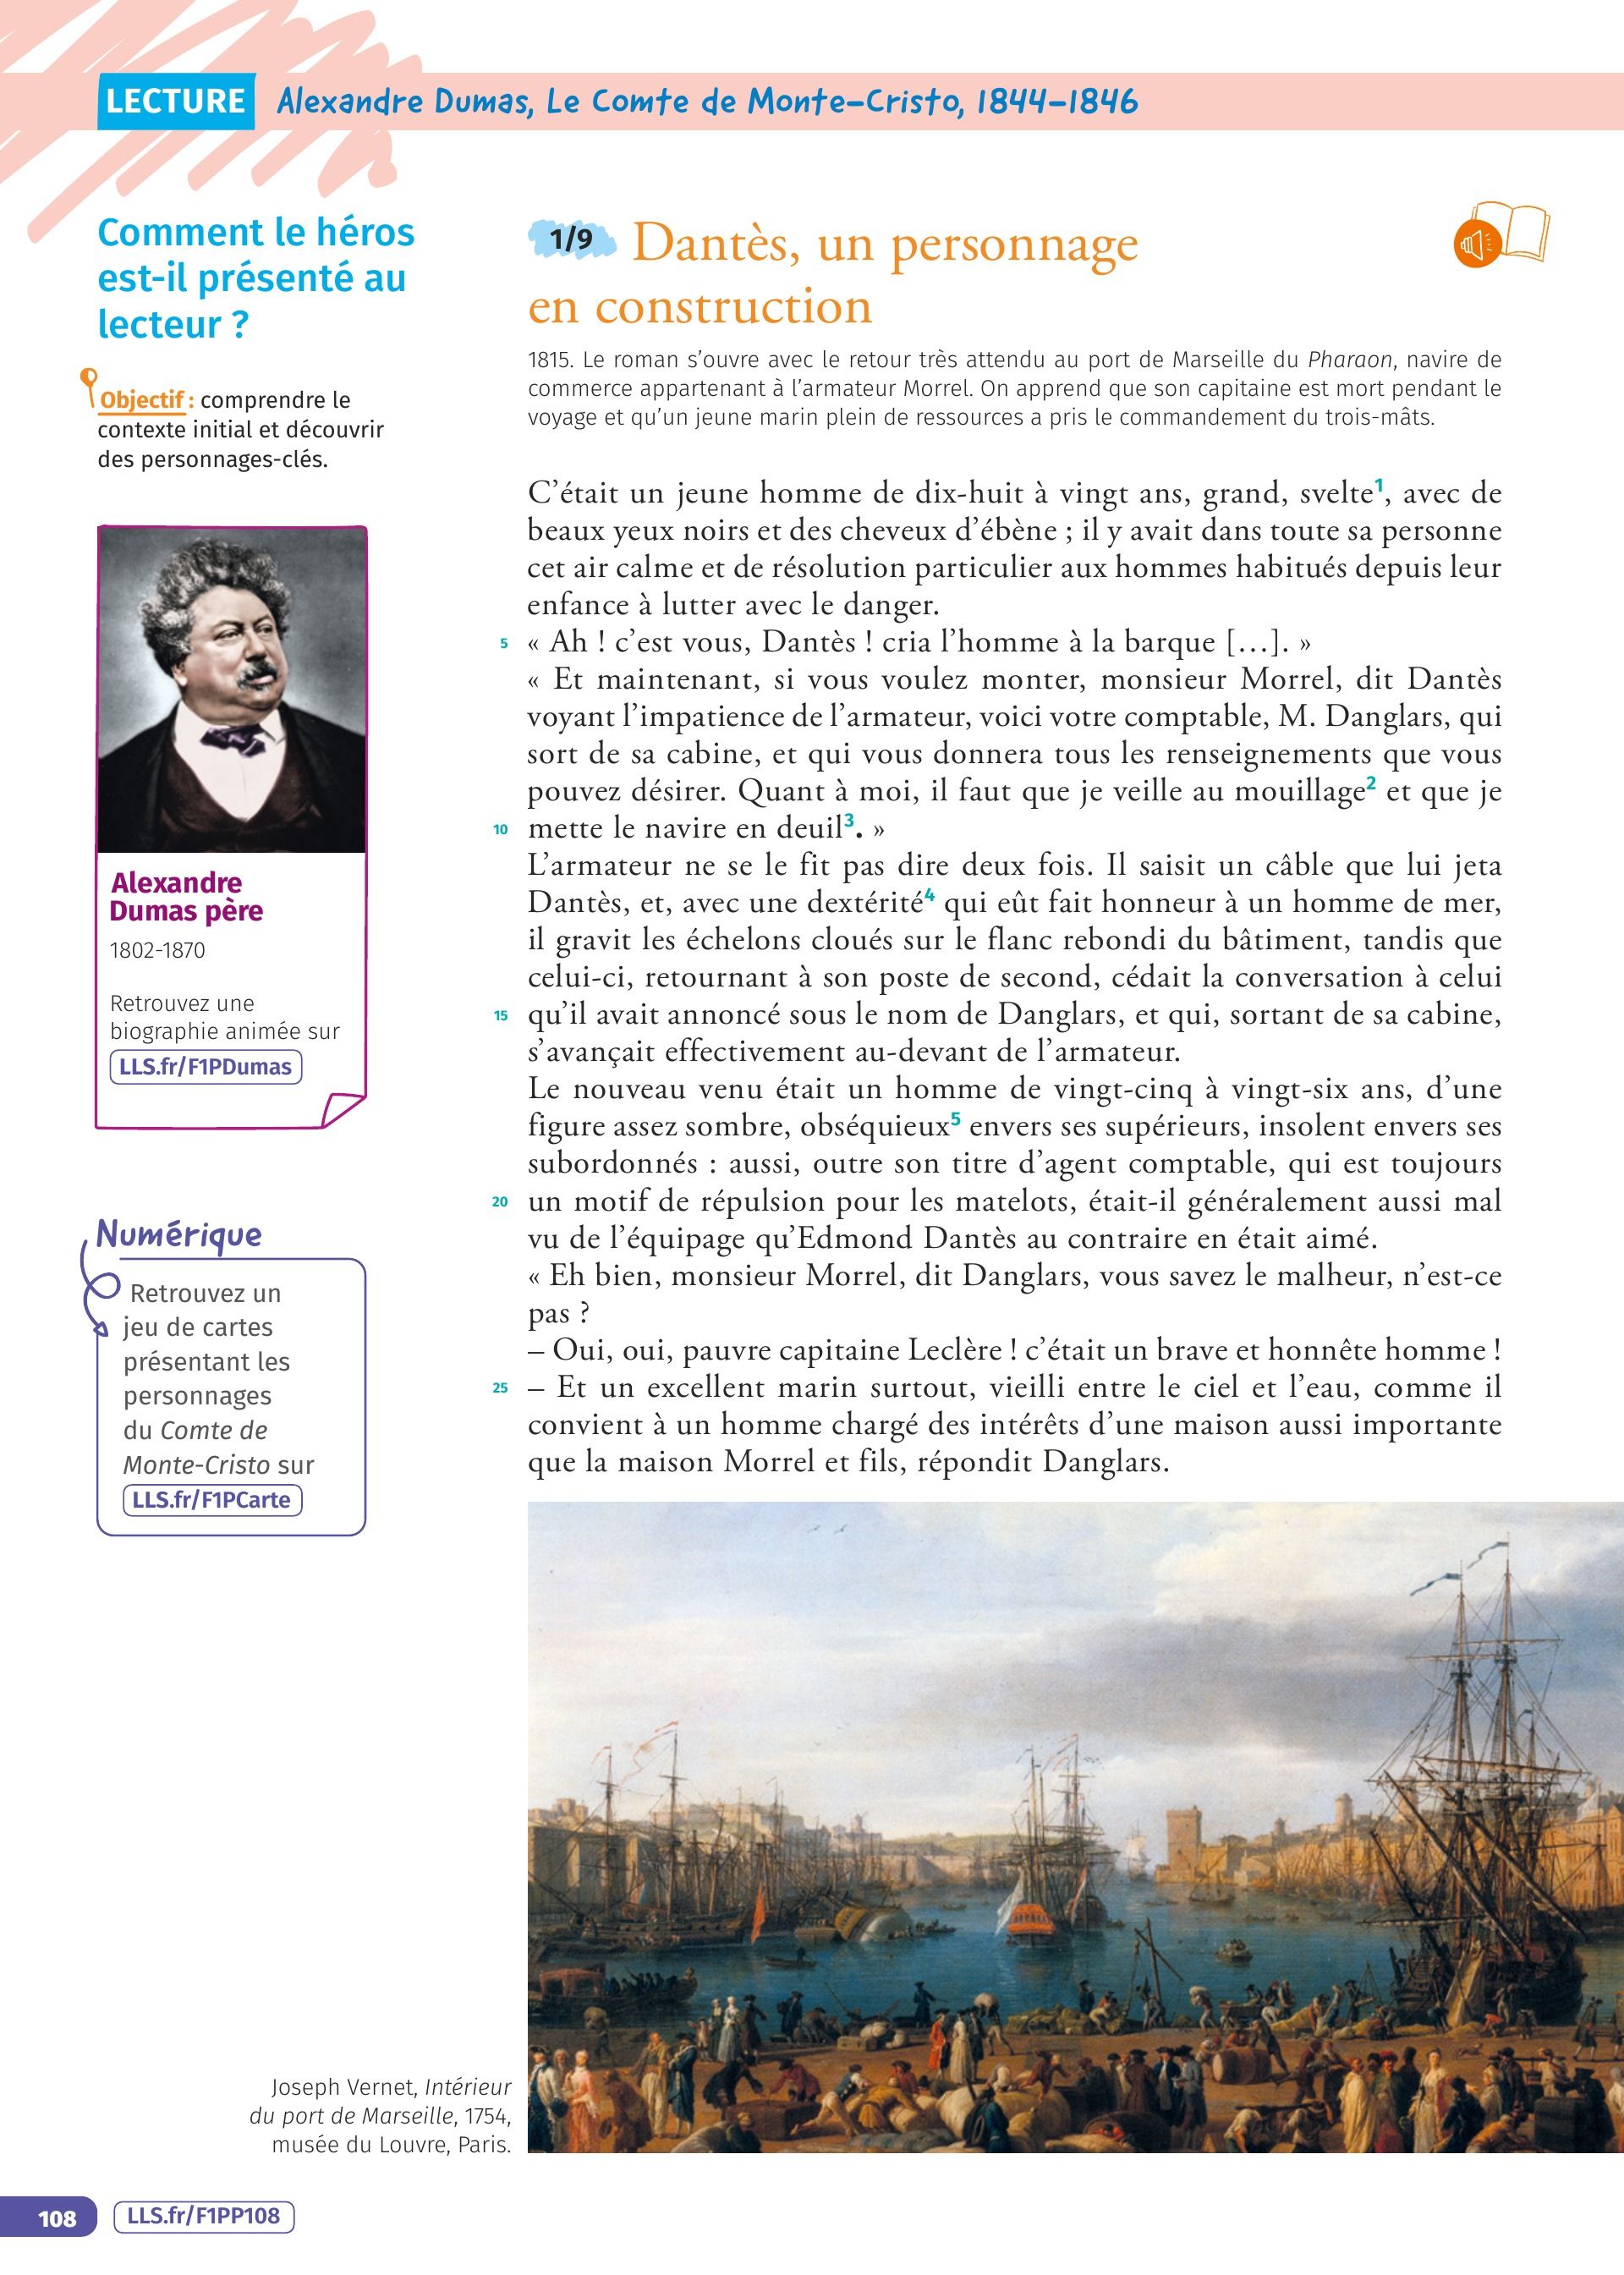 LECTURE Alexandre Dumas, Le Comte de Monte-Cristo, 1844-1846
Comment le héros
est-il présenté au
lecteur ?
Objectif : comprendre le
contexte initial et découvrir
des personnages-clés.
Alexandre
Dumas père
1802-1870
Retrouvez une
biographie animée sur
LLS.fr/F1PDumas
Numérique
Retrouvez un
jeu de cartes
présentant les
personnages
du Comte de
Monte-Cristo sur
LLS.fr/F1PCarte
1/9 Dantès, un personnage
en construction
1815. Le roman s’ouvre avec le retour très attendu au port de Marseille du Pharaon, navire de
commerce appartenant à l’armateur Morrel. On apprend que son capitaine est mort pendant le
voyage et qu’un jeune marin plein de ressources a pris le commandement du trois-mâts.
C’était un jeune homme de dix-huit à vingt ans, grand, svelte1, avec de
beaux yeux noirs et des cheveux d’ébène ; il y avait dans toute sa personne
cet air calme et de résolution particulier aux hommes habitués depuis leur
enfance à lutter avec le danger.
5 « Ah ! c’est vous, Dantès ! cria l’homme à la barque […]. »
« Et maintenant, si vous voulez monter, monsieur Morrel, dit Dantès
voyant l’impatience de l’armateur, voici votre comptable, M. Danglars, qui
sort de sa cabine, et qui vous donnera tous les renseignements que vous
pouvez désirer. Quant à moi, il faut que je veille au mouillage2 et que je
10 mette le navire en deuil3. »
L’armateur ne se le fit pas dire deux fois. Il saisit un câble que lui jeta
Dantès, et, avec une dextérité4 qui eût fait honneur à un homme de mer,
il gravit les échelons cloués sur le flanc rebondi du bâtiment, tandis que
celui-ci, retournant à son poste de second, cédait la conversation à celui
15 qu’il avait annoncé sous le nom de Danglars, et qui, sortant de sa cabine,
s’avançait effectivement au-devant de l’armateur.
Le nouveau venu était un homme de vingt-cinq à vingt-six ans, d’une
figure assez sombre, obséquieux5 envers ses supérieurs, insolent envers ses
subordonnés : aussi, outre son titre d’agent comptable, qui est toujours
20 un motif de répulsion pour les matelots, était-il généralement aussi mal
vu de l’équipage qu’Edmond Dantès au contraire en était aimé.
« Eh bien, monsieur Morrel, dit Danglars, vous savez le malheur, n’est-ce
pas ?
– Oui, oui, pauvre capitaine Leclère ! c’était un brave et honnête homme !
25 – Et un excellent marin surtout, vieilli entre le ciel et l’eau, comme il
convient à un homme chargé des intérêts d’une maison aussi importante
que la maison Morrel et fils, répondit Danglars.
Joseph Vernet, Intérieur
du port de Marseille, 1754,
musée du Louvre, Paris.
108 LLS.fr/F1PP108